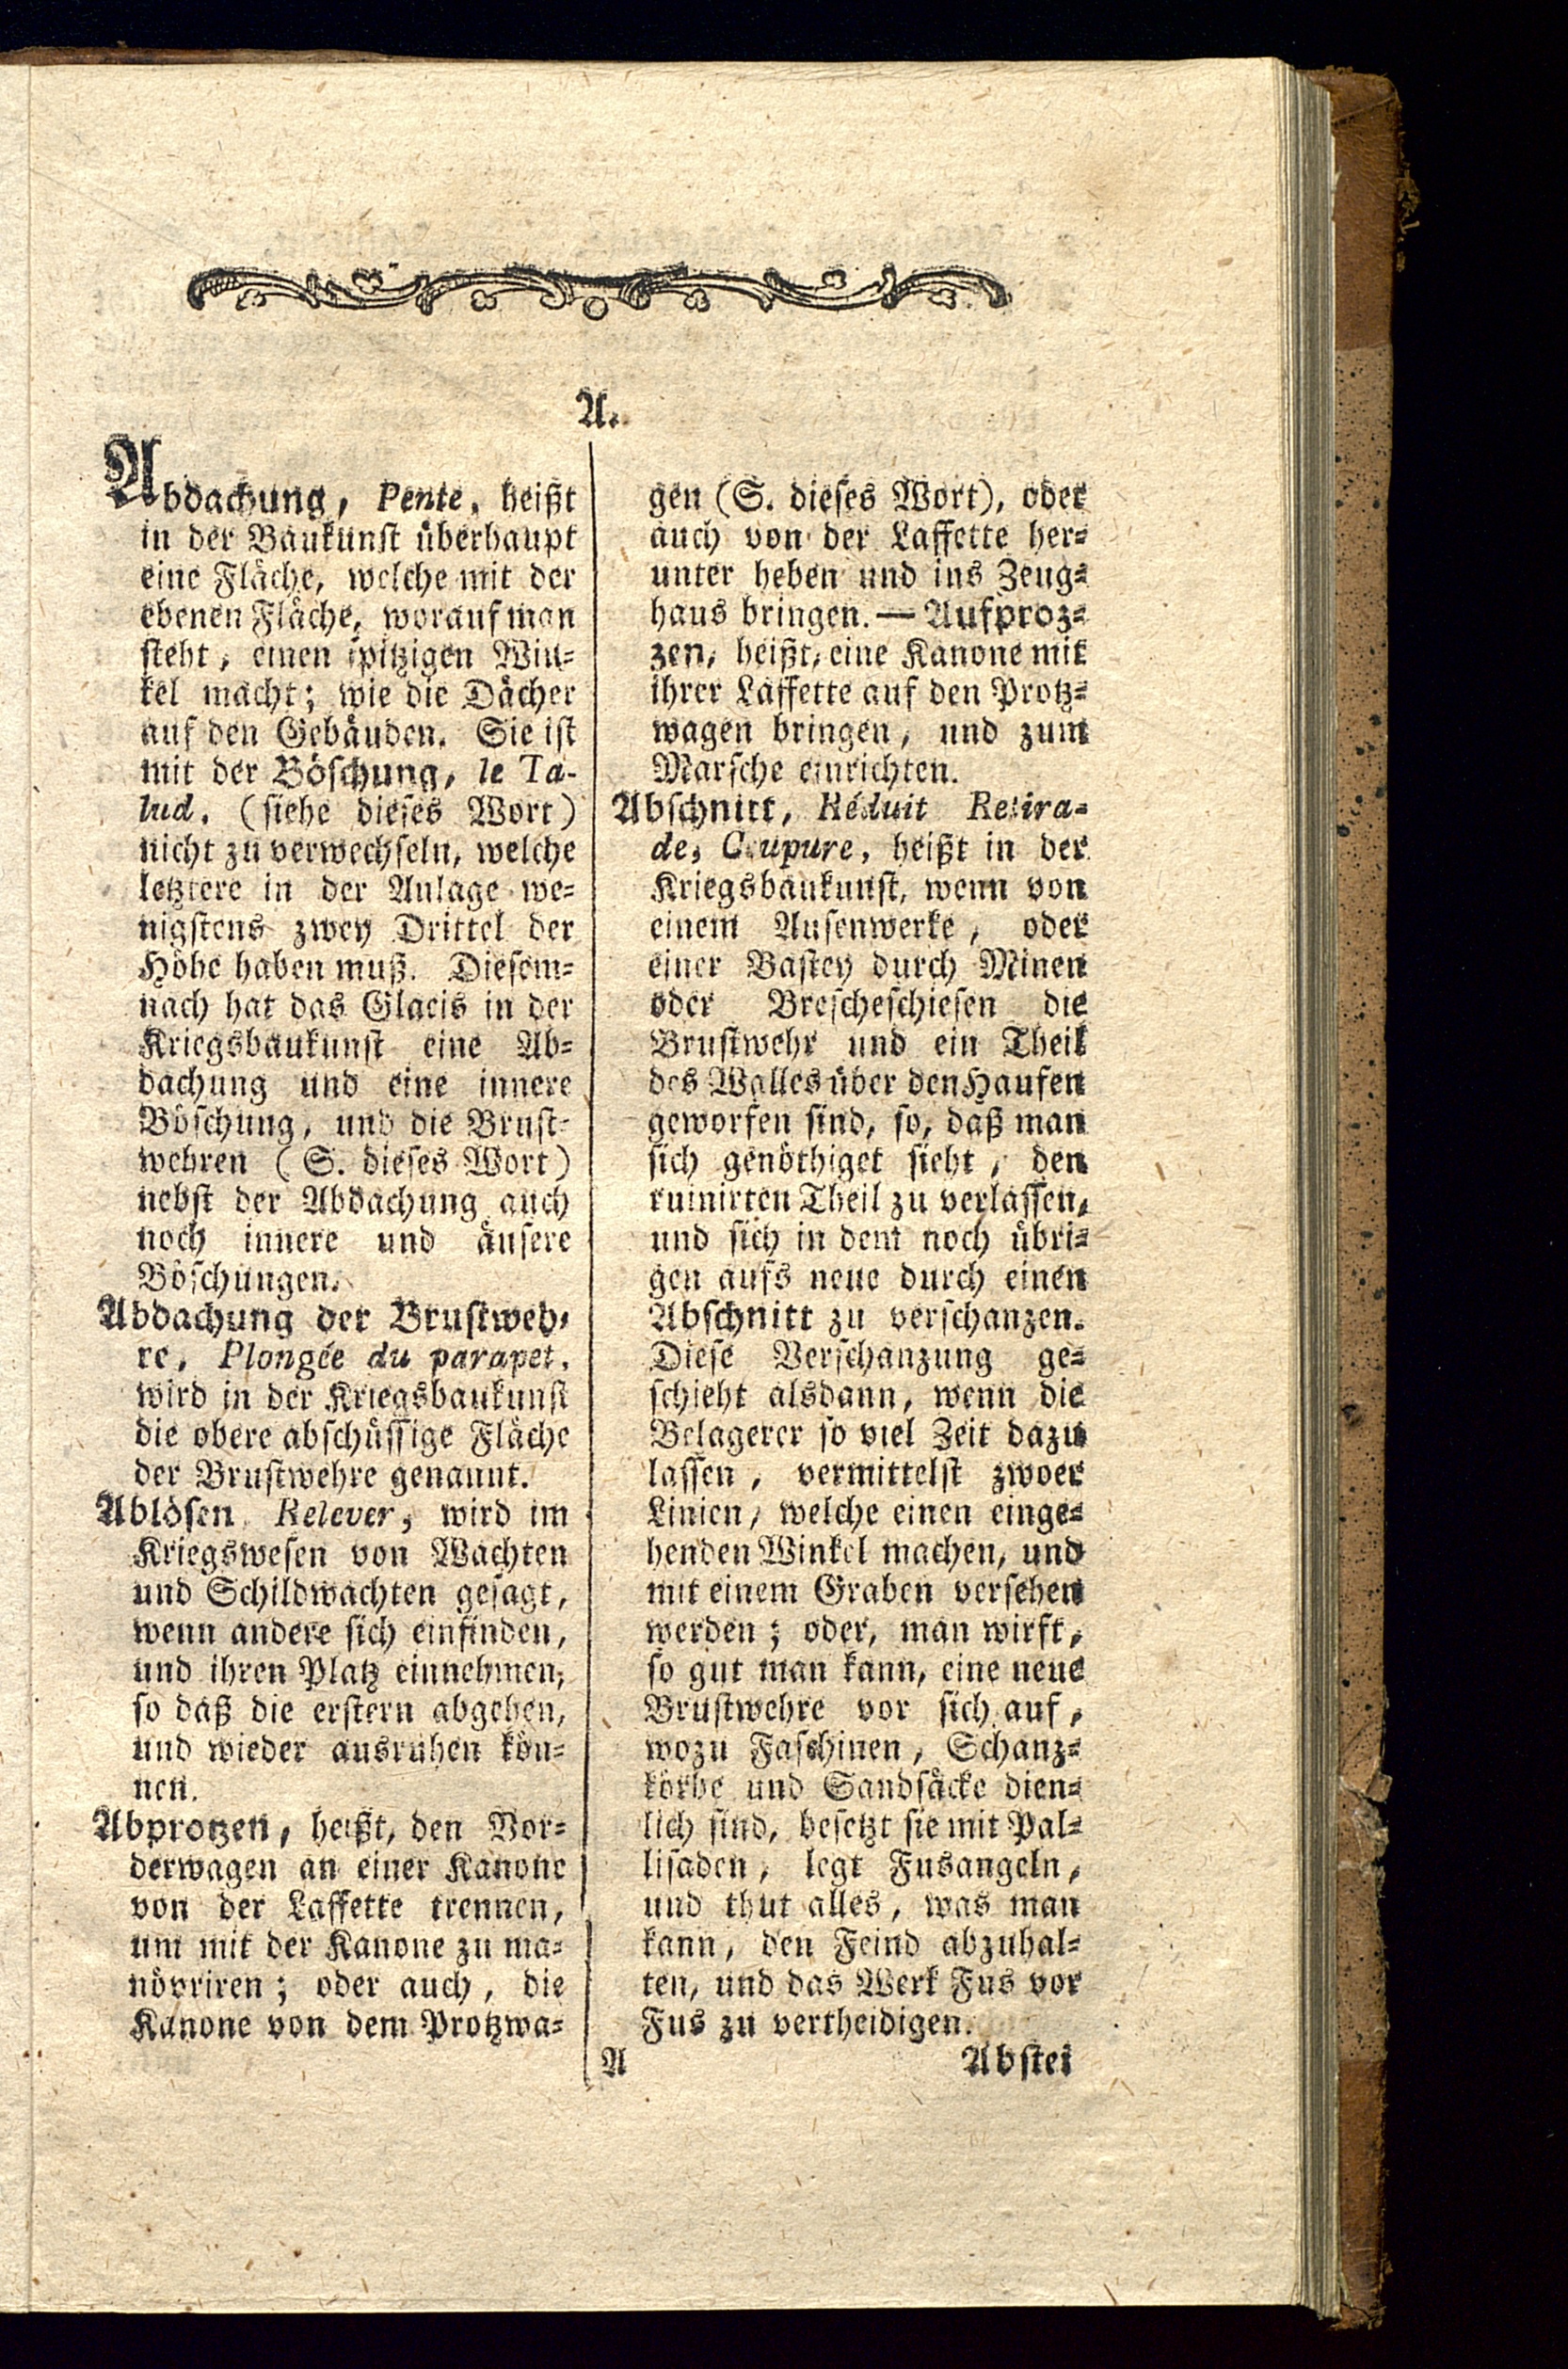 A.
Abdachung, Pente, heißt
in der Baukunst überhaupt
eine Fläche, welche mit der
ebenen Fläche, worauf man
steht, einen spitzigen Win-
kel macht; wie die Dächer
auf den Gebäuden. Sie ist
mit der Böschung, le Ta-
lud, (siehe dieses Wort)
nicht zu verwechseln, welche
letztere in der Anlage we-
nigstens zwey Drittel der
Höhe haben muß. Diesem-
nach hat das Glacis in der
Kriegsbaukunst eine Ab-
dachung und eine innere
Böschung, und die Brust-
wehren (S. dieses Wort)
nebst der Abdachung auch
noch innere und äusere
Böschungen.
Abdachung der Brustweh-
re, Plongée du parapet,
wird in der Kriegsbaukunst
die obere abschüssige Fläche
der Brustwehre genannt.
Ablösen, Relever, wird im
Kriegswesen von Wachten
und Schildwachten gesagt,
wenn andere sich einfinden,
und ihren Platz einnehmen,
so daß die erstern abgehen,
und wieder ausruhen kön-
nen.
Abprotzen, heißt, den Vor-
derwagen an einer Kanone
von der Laffette trennen,
um mit der Kanone zu ma-
növriren; oder auch, die
Kanone von dem Protzwa-
gen (S. dieses Wort), oder
auch von der Laffette her-
unter heben und ins Zeug-
haus bringen. — Aufproz-
zen, heißt, eine Kanone mit
ihrer Laffette auf den Protz-
wagen bringen, und zum
Marsche einrichten.
Abschnitt, Réduit Retira-
de, Coupure, heißt in der
Kriegsbaukunst, wenn von
einem Ausenwerke, oder
einer Bastey durch Minen
oder Brescheschiesen die
Brustwehr und ein Theil
des Walles über den Haufen
geworfen sind, so, daß man
sich genöthiget sieht, den
ruinirten Theil zu verlassen,
und sich in dem noch übri-
gen aufs neue durch einen
Abschnitt zu verschanzen.
Diese Verschanzung ge-
schieht alsdann, wenn die
Belagerer so viel Zeit dazu
lassen, vermittelst zwoer
Linien, welche einen einge-
henden Winkel machen, und
mit einem Graben versehen
werden; oder, man wirft,
so gut man kann, eine neue
Brustwehre vor sich auf,
wozu Faschinen, Schanz-
körbe und Sandsäcke dien-
lich sind, besetzt sie mit Pal-
lisaden, legt Fusangeln,
und thut alles, was man
kann, den Feind abzuhal-
ten, und das Werk Fus vor
Fus zu vertheidigen.
A Abstei